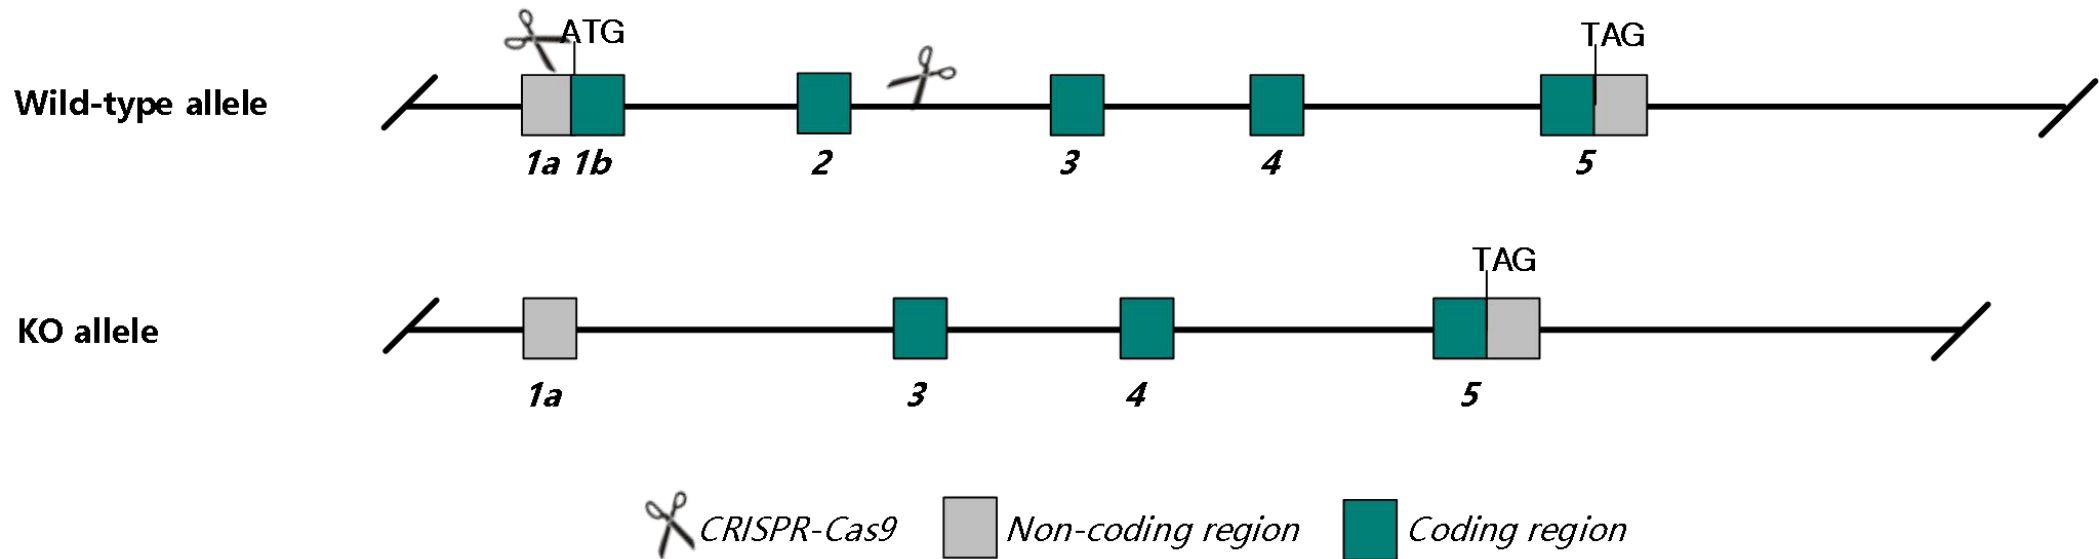 ATG
TAG
Wild-type allele
1a 1b 2 3 4 5
TAG
KO allele
1a 3 4 5
CRISPR-Cas9 Non-coding region Coding region